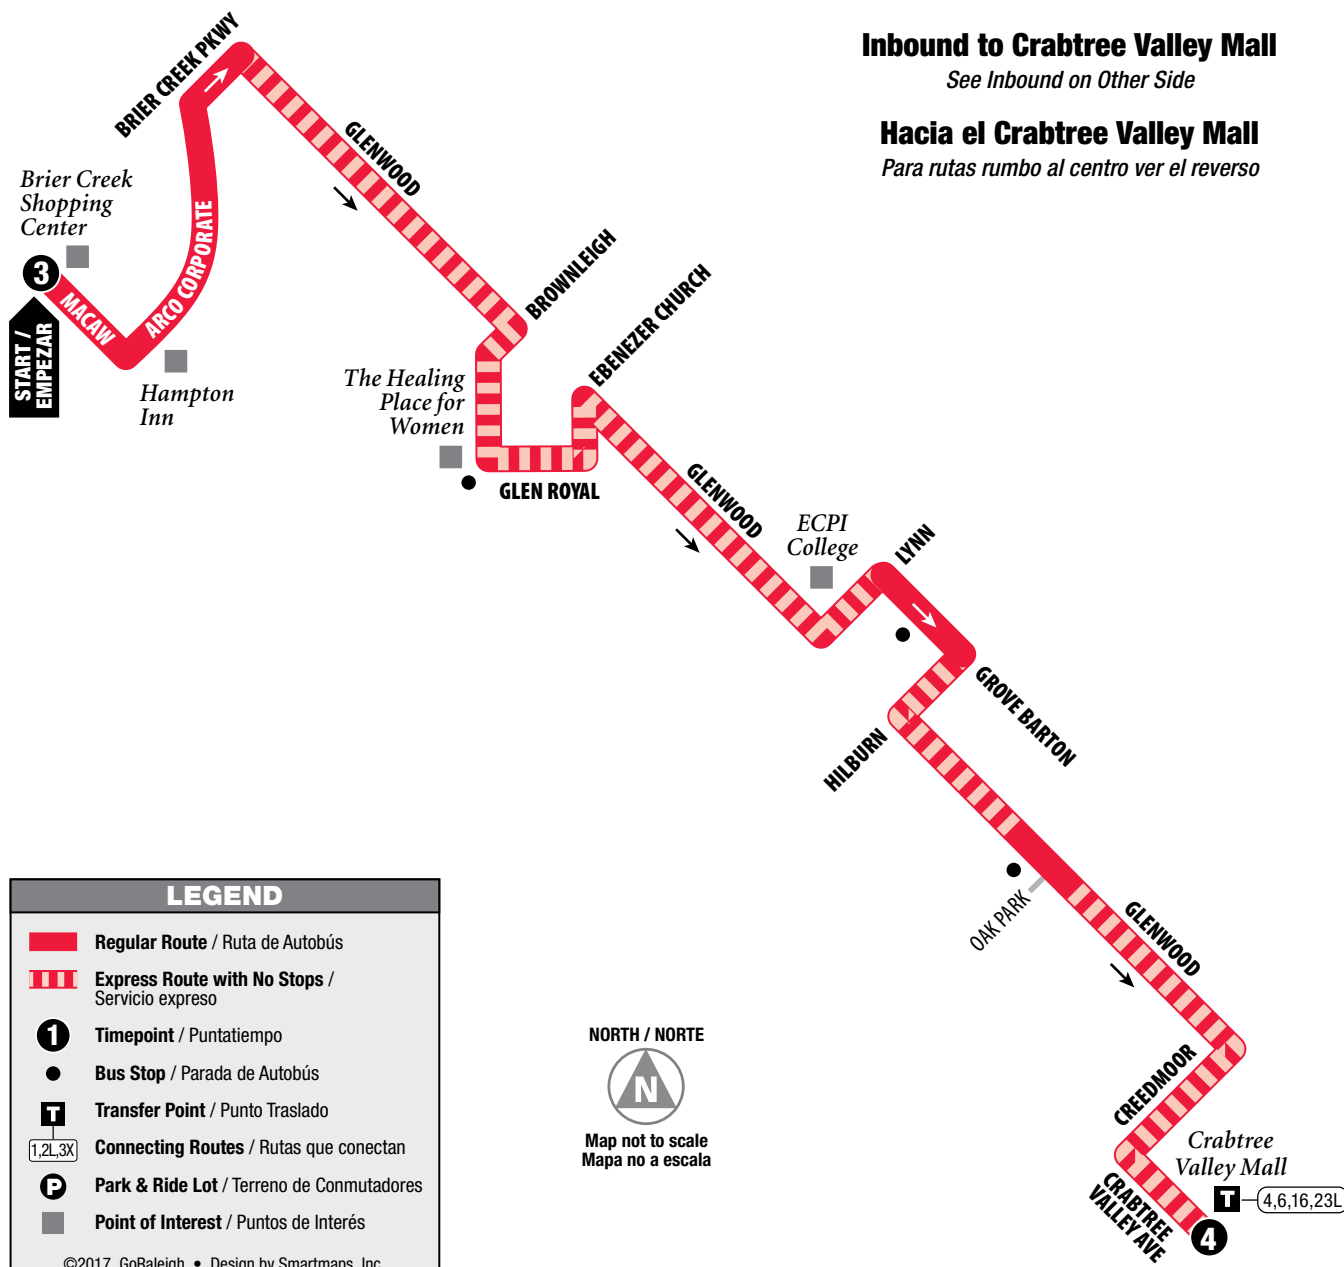 Inbound to Crabtree Valley Mall
See Inbound on Other Side
Hacia el Crabtree Valley Mall
Para rutas rumbo al centro ver el reverso
BRIER CREEK PKWY
GLENWOOD
Brier Creek
Shopping
Center
3
MACAW
ARCO CORPORATE
START /
EMPEZAR
Hampton
Inn
BROWNLEIGH
EBENEZER CHURCH
The Healing
Place for
Women
GLEN ROYAL
GLENWOOD
ECPI
College
LYNN
GROVE BARTON
HILBURN
OAK PARK
GLENWOOD
CREEDMOOR
Crabtree
Valley Mall
T
4,6,16,23L
CRABTREE
VALLEY AVE
4
NORTH / NORTE
N
Map not to scale
Mapa no a escala
LEGEND
Regular Route / Ruta de Autobús
Express Route with No Stops /
Servicio expreso
1 Timepoint / Puntatiempo
Bus Stop / Parada de Autobús
T Transfer Point / Punto Traslado
1,2L,3X Connecting Routes / Rutas que conectan
P Park & Ride Lot / Terreno de Conmutadores
Point of Interest / Puntos de Interés
©2017 GoRaleigh • Design by Smartmaps, Inc.